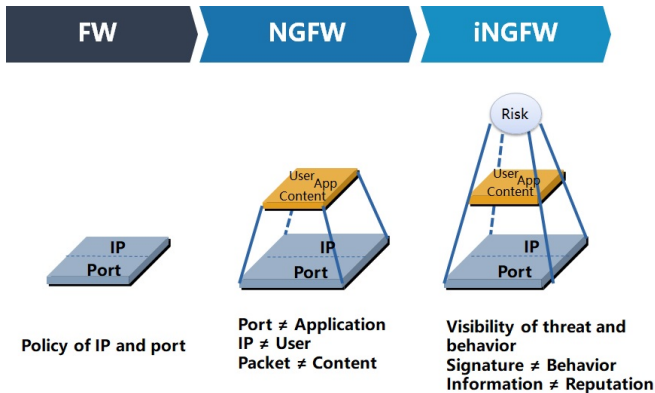 FW
NGFW
iNGFW
IP
Port
User
App
Content
IP
Port
Risk
User
App
Content
IP
Port
Policy of IP and port
Port ≠ Application
IP ≠ User
Packet ≠ Content
Visibility of threat and
behavior
Signature ≠ Behavior
Information ≠ Reputation